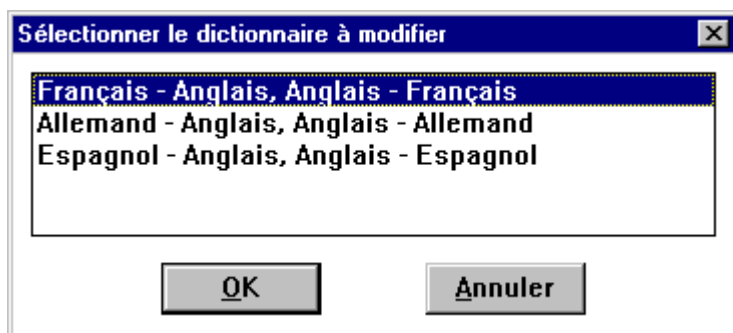 Sélectionner le dictionnaire à modifier
Français - Anglais, Anglais - Français
Allemand - Anglais, Anglais - Allemand
Espagnol - Anglais, Anglais - Espagnol
OK Annuler